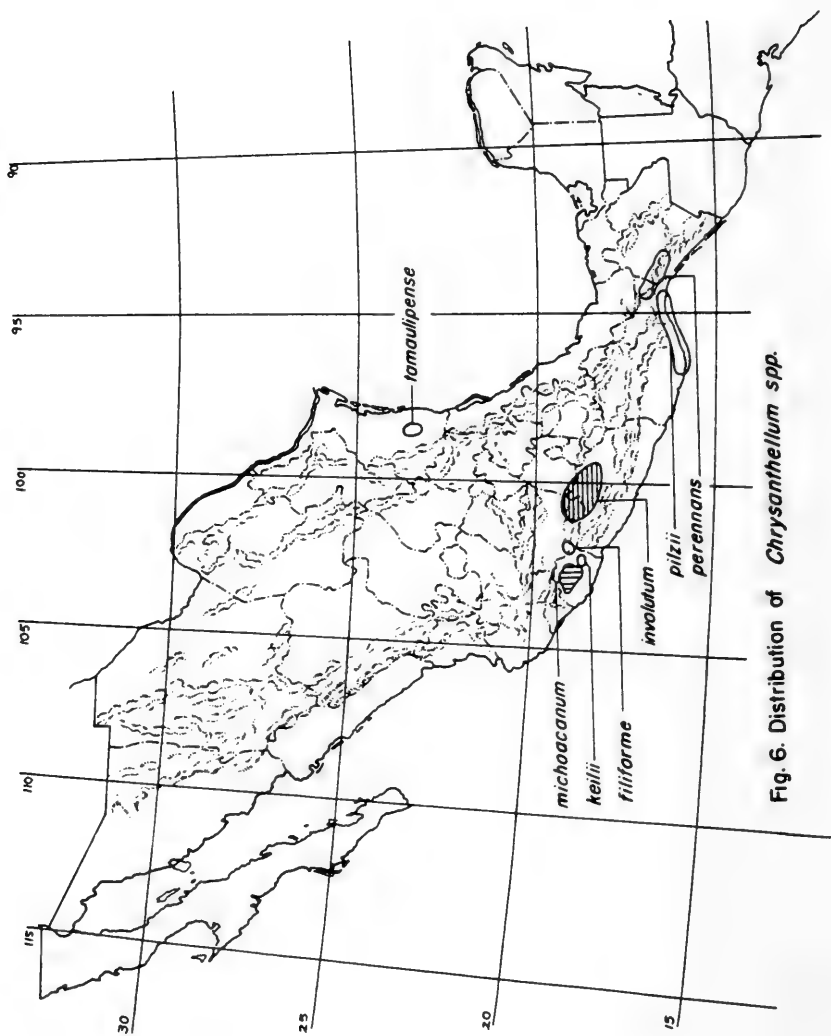 90
95
100
105
110
115
30
25
20
15
tamaulipense
michoacanum
keilii
filiforme
involutum
pilzii
perennans
Fig. 6. Distribution of Chrysanthellum spp.